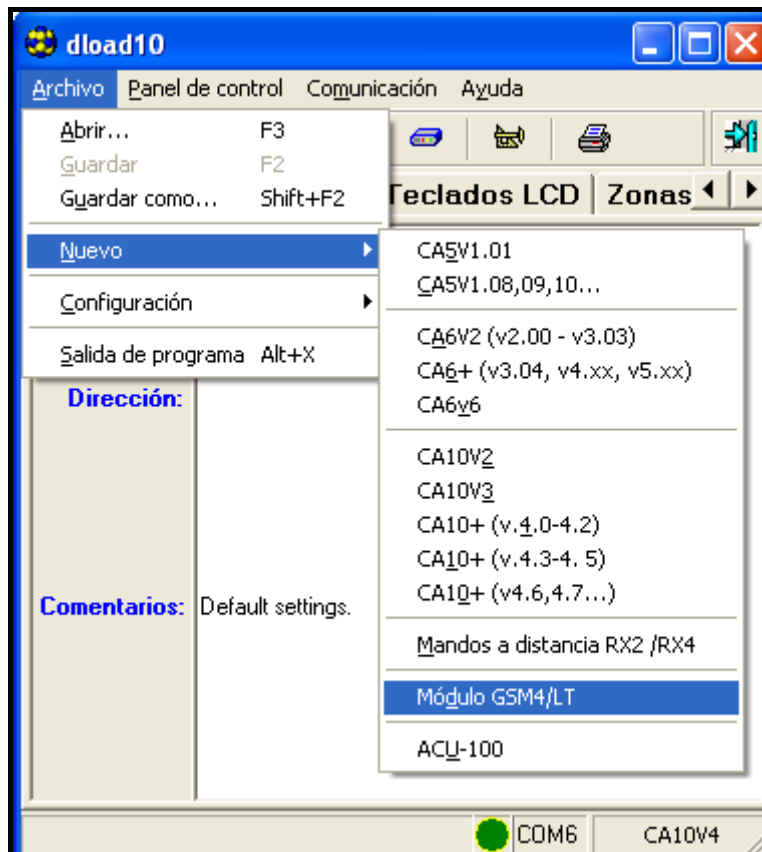 dload10
Archivo Panel de control Comunicación Ayuda
Abrir... F3
Guardar F2
Guardar como... Shift+F2
Teclados LCD Zonas
Nuevo
Configuración
Salida de programa Alt+X
CA5V1.01
CA5V1.08,09,10...
CA6V2 (v2.00 - v3.03)
CA6+ (v3.04, v4.xx, v5.xx)
CA6v6
CA10V2
CA10V3
CA10+ (v.4.0-4.2)
CA10+ (v.4.3-4. 5)
CA10+ (v4.6,4.7...)
Mandos a distancia RX2 /RX4
Módulo GSM4/LT
ACU-100
Dirección:
Comentarios: Default settings.
COM6 CA10V4